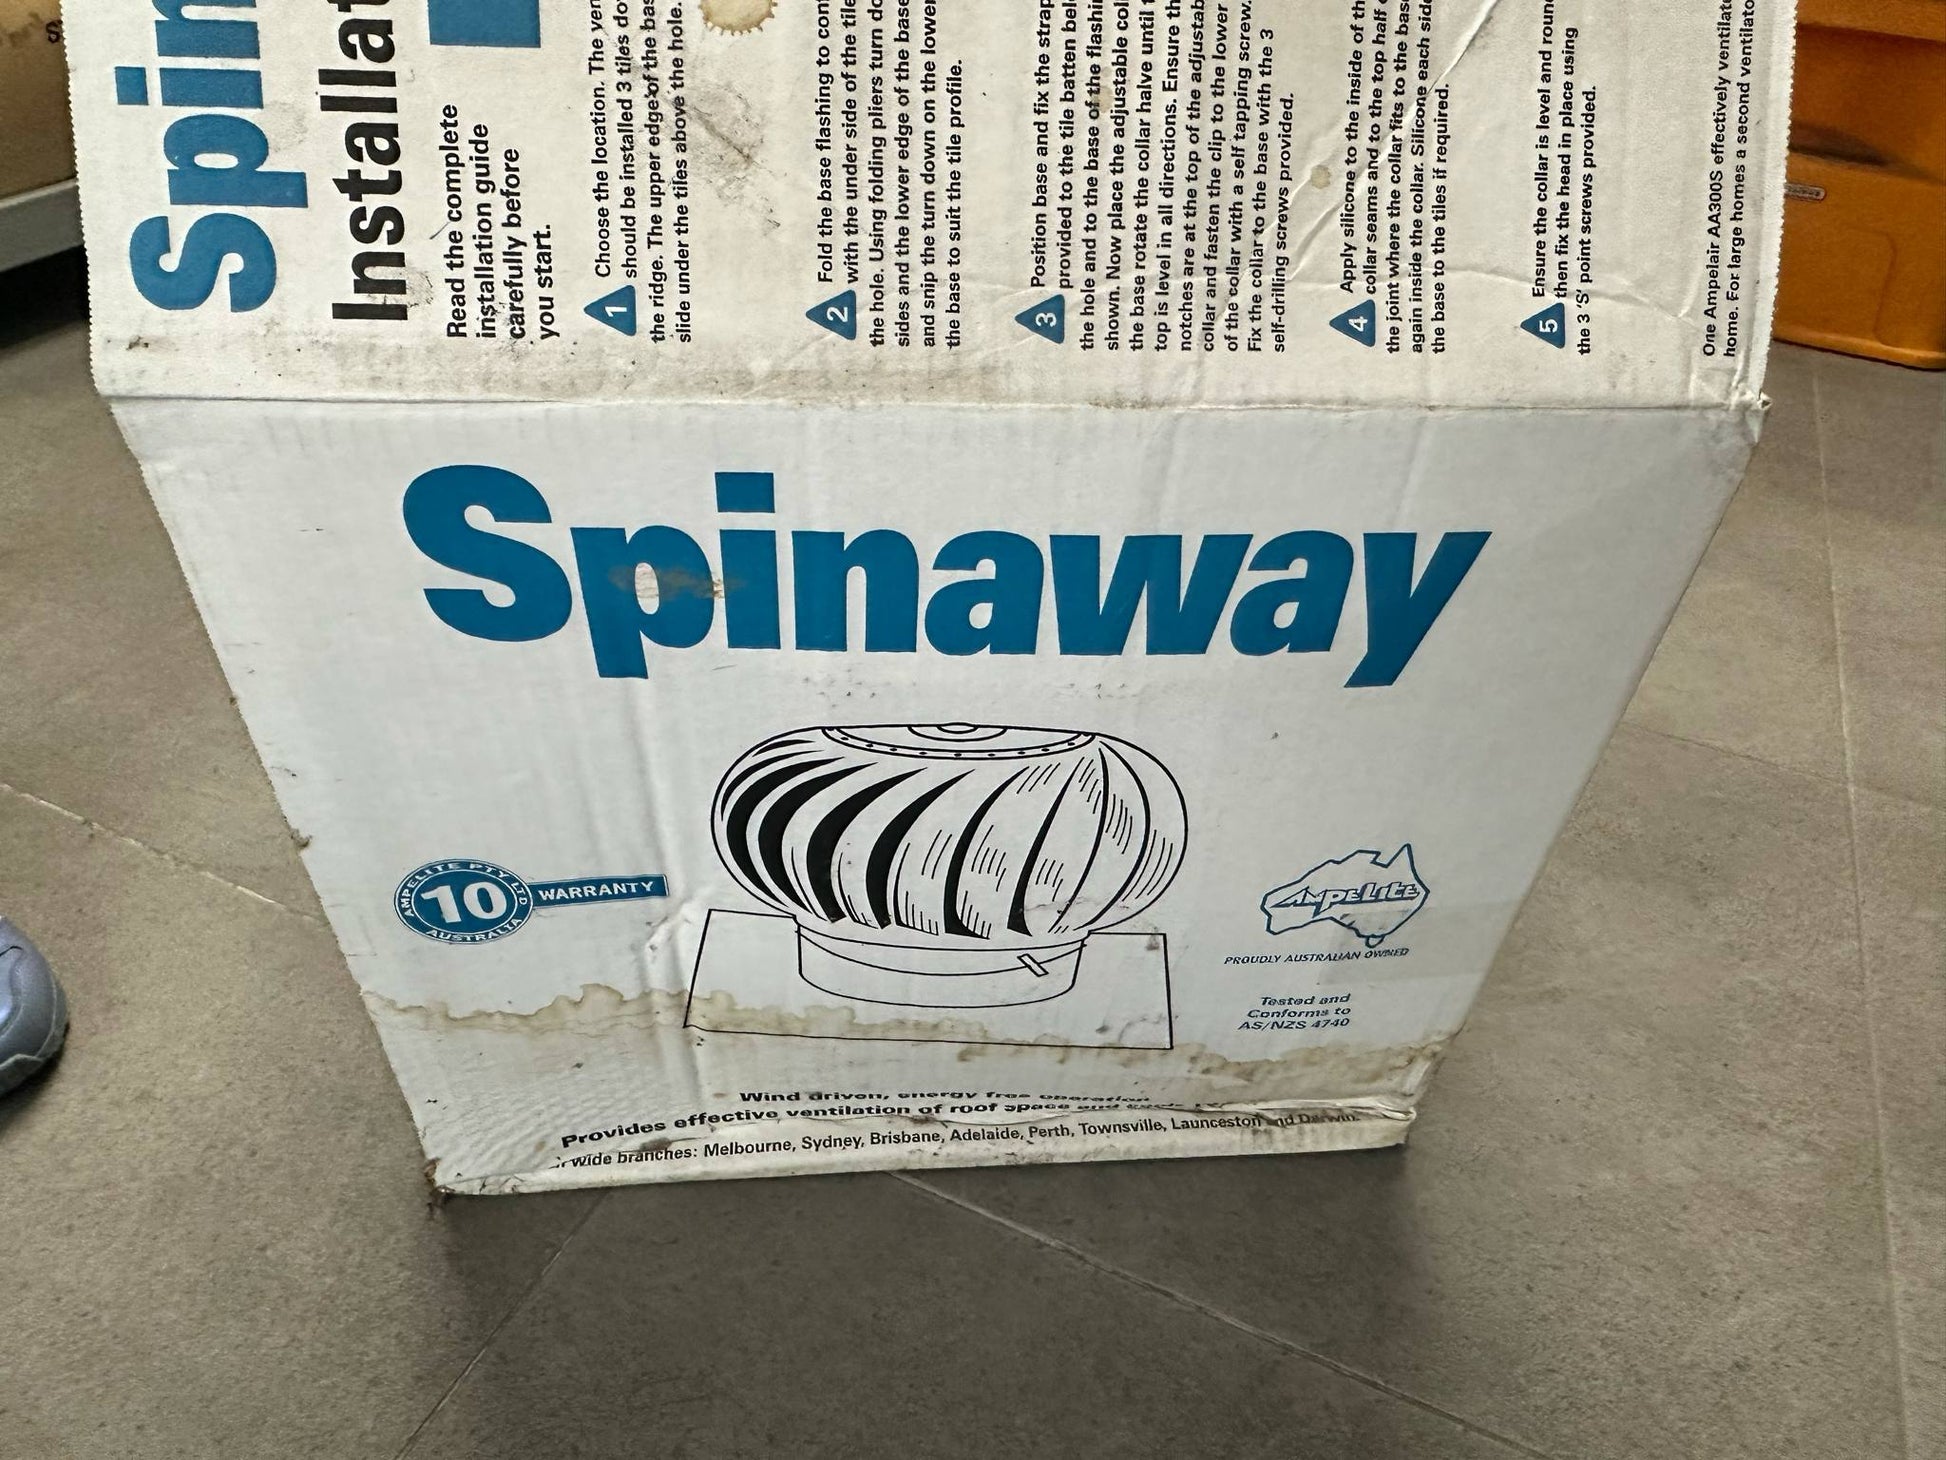 Spin
Installat
Read the complete
installation guide
carefully before
you start.
1 Choose the location. The ven
should be installed 3 tiles do
the ridge. The upper edge of the bas
slide under the tiles above the hole.
2 Fold the base flashing to con
with the under side of the tile
the hole. Using folding pliers turn do
sides and the lower edge of the base
and snip the turn down on the lower
the base to suit the tile profile.
3 Position base and fix the strap
provided to the tile batten bel
the hole and to the base of the flashi
shown. Now place the adjustable col
the base rotate the collar halve until t
top is level in all directions. Ensure th
notches are at the top of the adjustab
collar and fasten the clip to the lower
of the collar with a self tapping screw.
Fix the collar to the base with the 3
self-drilling screws provided.
4 Apply silicone to the inside of th
collar seams and to the top half
the joint where the collar fits to the base
again inside the collar. Silicone each side
the base to the tiles if required.
5 Ensure the collar is level and round
then fix the head in place using
the 3 'S' point screws provided.
One Ampelair AA300S effectively ventilate
home. For large homes a second ventilato
Spinaway
AMPELITE PTY LTD
10 WARRANTY
AUSTRALIA
AMPELITE
PROUDLY AUSTRALIAN OWNED
Tested and
Conforms to
AS/NZS 4740
Wind driven, energy free operation
Provides effective ventilation of roof space and
wide branches: Melbourne, Sydney, Brisbane, Adelaide, Perth, Townsville, Launceston and Darwin.